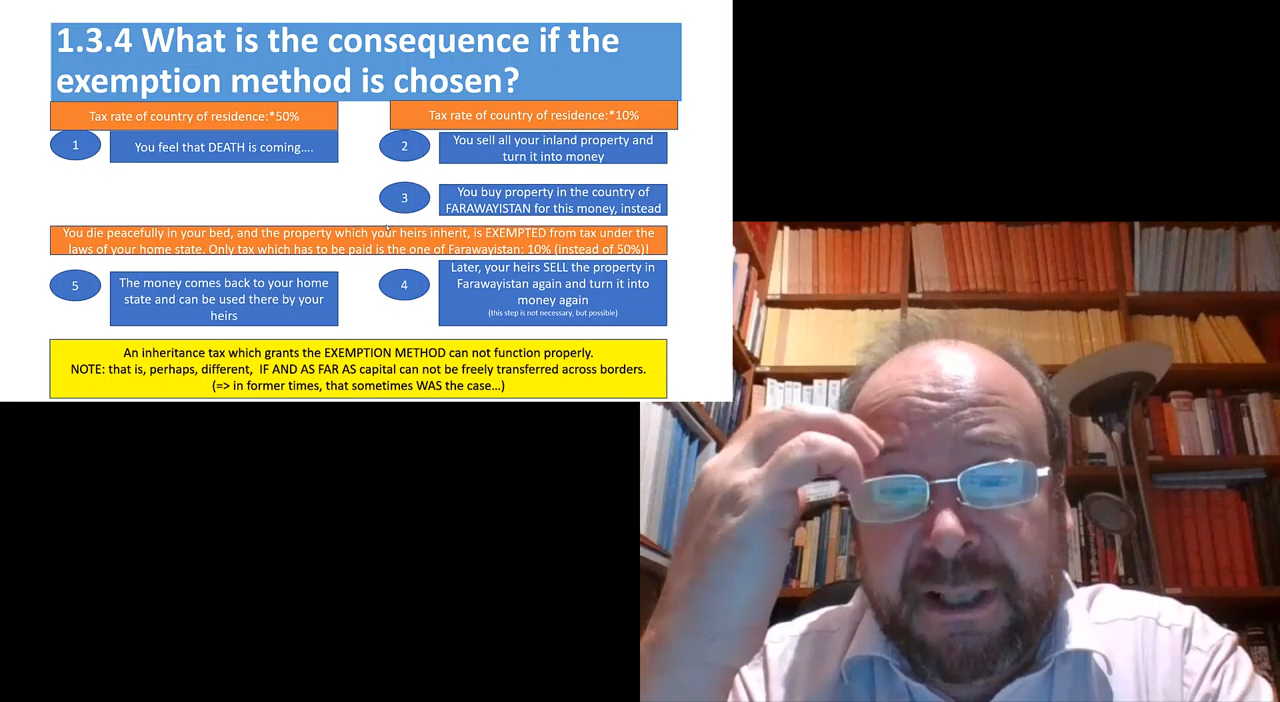 1.3.4 What is the consequence if the
exemption method is chosen?
Tax rate of country of residence:*50%
Tax rate of country of residence:*10%
1
You feel that DEATH is coming....
2
You sell all your inland property and
turn it into money
3
You buy property in the country of
FARAWAYISTAN for this money, instead
You die peacefully in your bed, and the property which your heirs inherit, is EXEMPTED from tax under the
laws of your home state. Only tax which has to be paid is the one of Farawayistan: 10% (instead of 50%)!
5
The money comes back to your home
state and can be used there by your
heirs
4
Later, your heirs SELL the property in
Farawayistan again and turn it into
money again
(this step is not necessary, but possible)
An inheritance tax which grants the EXEMPTION METHOD can not function properly.
NOTE: that is, perhaps, different, IF AND AS FAR AS capital can not be freely transferred across borders.
(=> in former times, that sometimes WAS the case...)